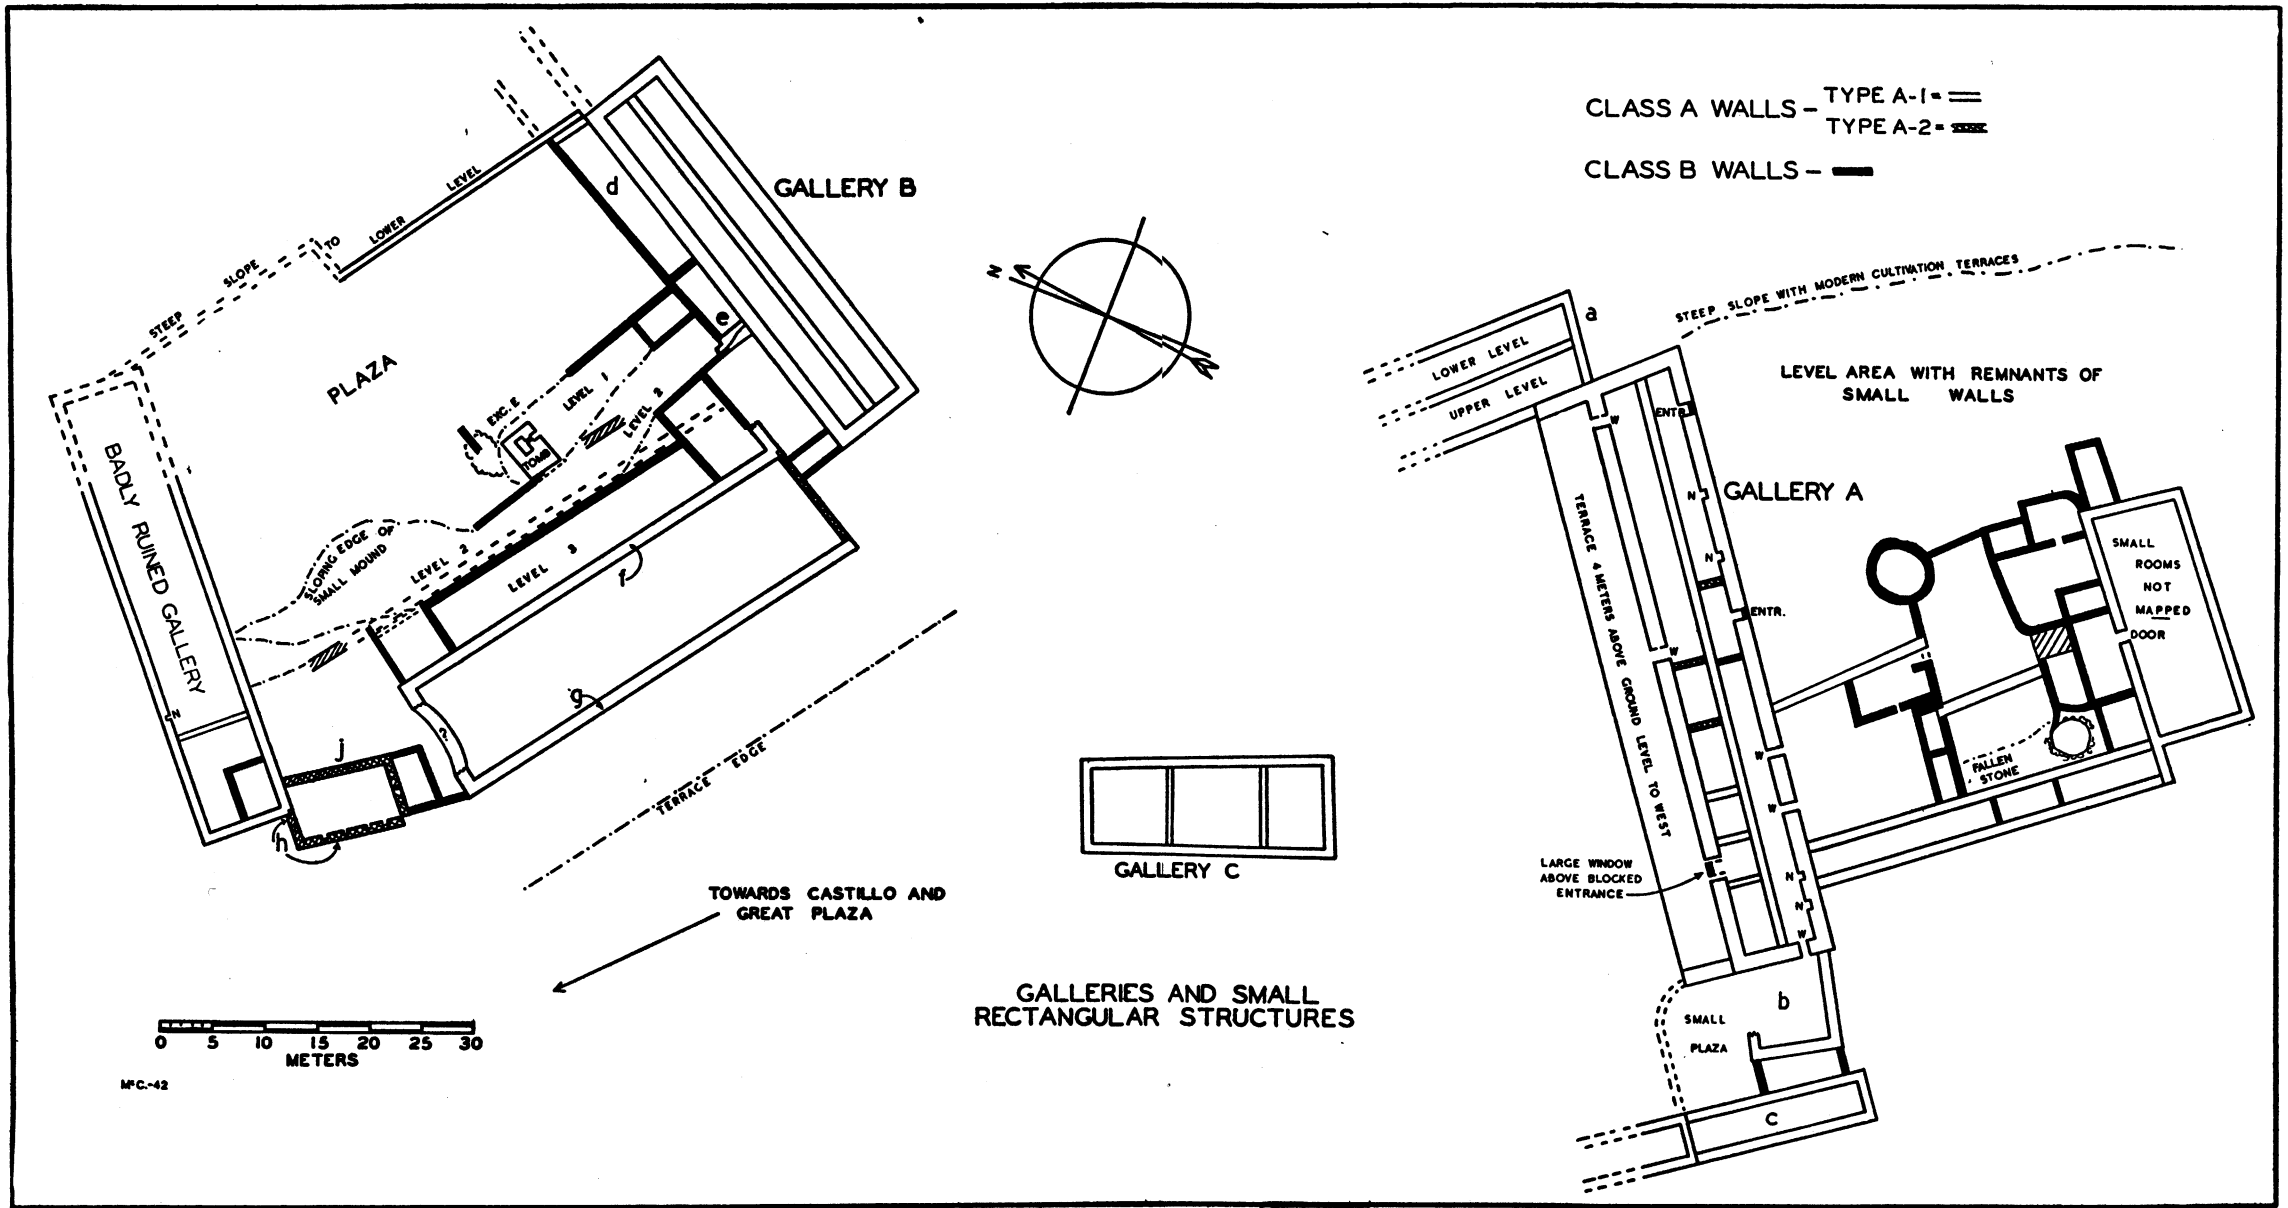 CLASS A WALLS – TYPE A-1 =
TYPE A-2 =
CLASS B WALLS –
GALLERY B
d
e
LEVEL
LOWER
TO
SLOPE
STEEP
PLAZA
EXC. E
LEVEL 1
LEVEL 2
TOMB
SLOPING EDGE OF
SMALL MOUND
LEVEL 2
LEVEL 3
f
g
?
BADLY RUINED GALLERY
N
j
h
TERRACE EDGE
N
TOWARDS CASTILLO AND
GREAT PLAZA
GALLERY C
GALLERIES AND SMALL
RECTANGULAR STRUCTURES
0 5 10 15 20 25 30
METERS
McC.-42
STEEP SLOPE WITH MODERN CULTIVATION TERRACES
LEVEL AREA WITH REMNANTS OF
SMALL WALLS
a
LOWER LEVEL
UPPER LEVEL
W
ENTR.
N
GALLERY A
N
ENTR.
W
TERRACE 4 METERS ABOVE GROUND LEVEL TO WEST
SMALL
ROOMS
NOT
MAPPED
DOOR
FALLEN
STONE
W
W
LARGE WINDOW
ABOVE BLOCKED
ENTRANCE
N
N
W
b
SMALL
PLAZA
c